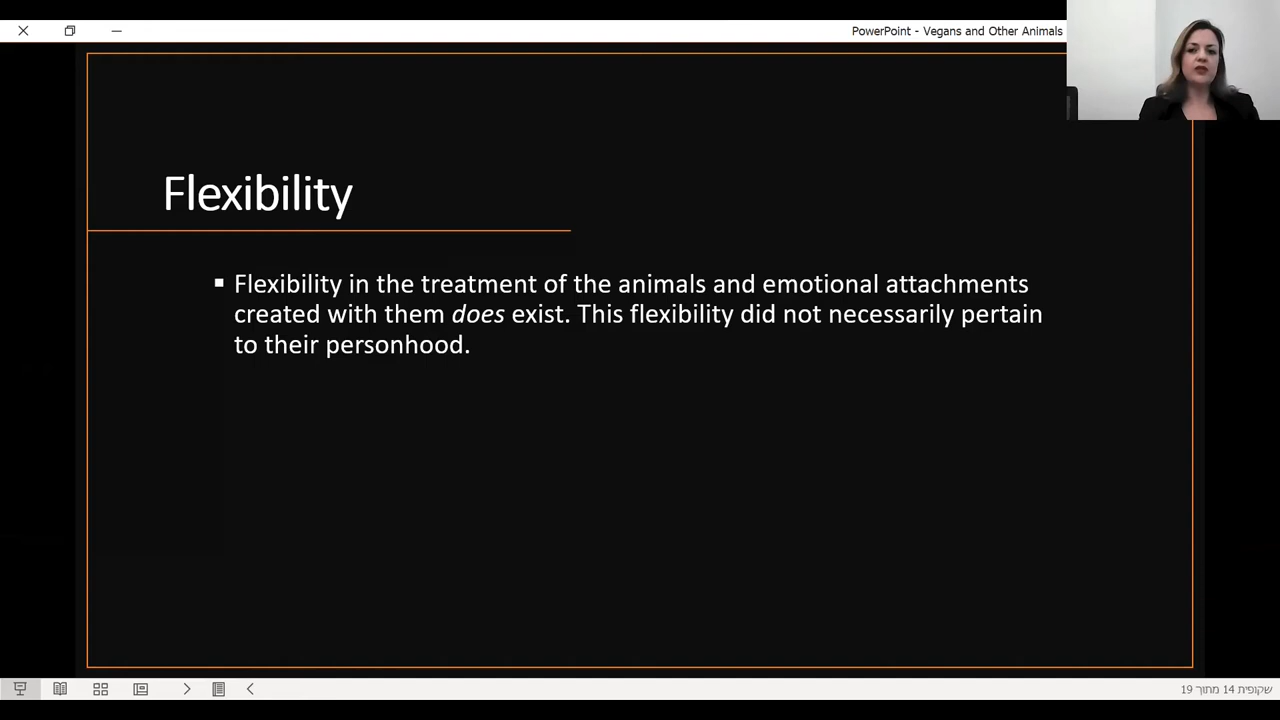 PowerPoint - Vegans and Other Animals
Flexibility
▪ Flexibility in the treatment of the animals and emotional attachments
created with them does exist. This flexibility did not necessarily pertain
to their personhood.
שקופית 14 מתוך 19